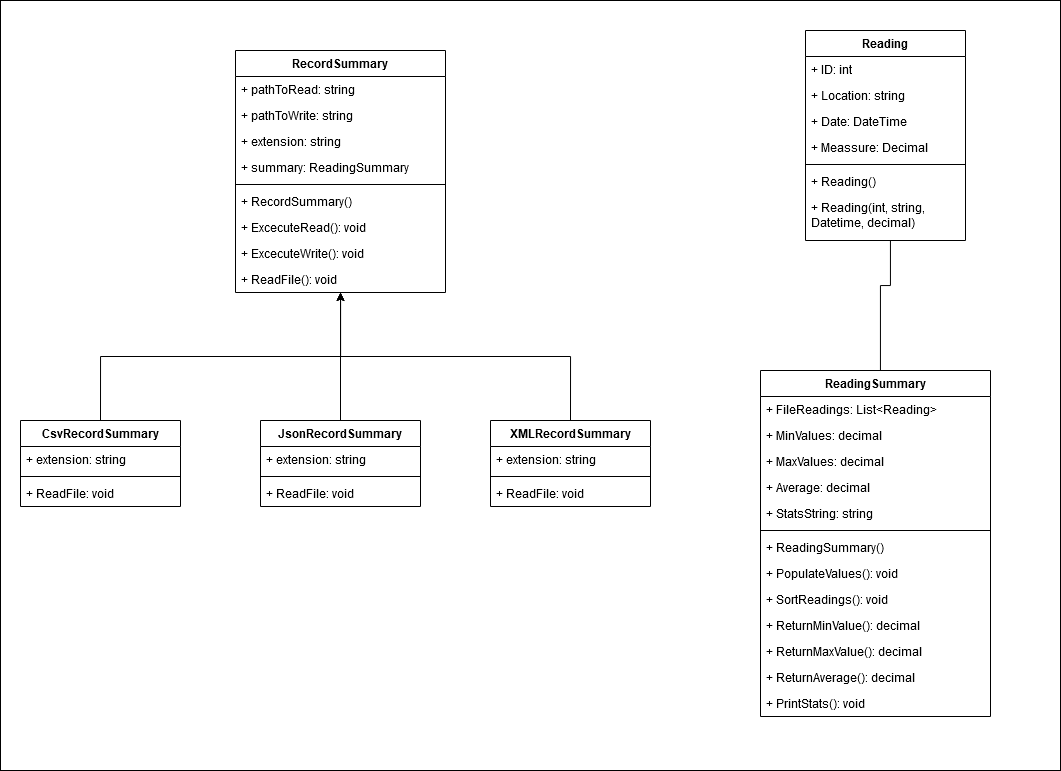 RecordSummary
+ pathToRead: string
+ pathToWrite: string
+ extension: string
+ summary: ReadingSummary
+ RecordSummary()
+ ExcecuteRead(): void
+ ExcecuteWrite(): void
+ ReadFile(): void
Reading
+ ID: int
+ Location: string
+ Date: DateTime
+ Meassure: Decimal
+ Reading()
+ Reading(int, string,
Datetime, decimal)
CsvRecordSummary
+ extension: string
+ ReadFile: void
JsonRecordSummary
+ extension: string
+ ReadFile: void
XMLRecordSummary
+ extension: string
+ ReadFile: void
ReadingSummary
+ FileReadings: List<Reading>
+ MinValues: decimal
+ MaxValues: decimal
+ Average: decimal
+ StatsString: string
+ ReadingSummary()
+ PopulateValues(): void
+ SortReadings(): void
+ ReturnMinValue(): decimal
+ ReturnMaxValue(): decimal
+ ReturnAverage(): decimal
+ PrintStats(): void